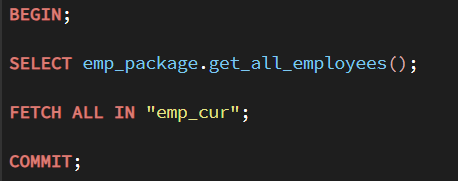 BEGIN;
SELECT emp_package.get_all_employees();
FETCH ALL IN "emp_cur";
COMMIT;